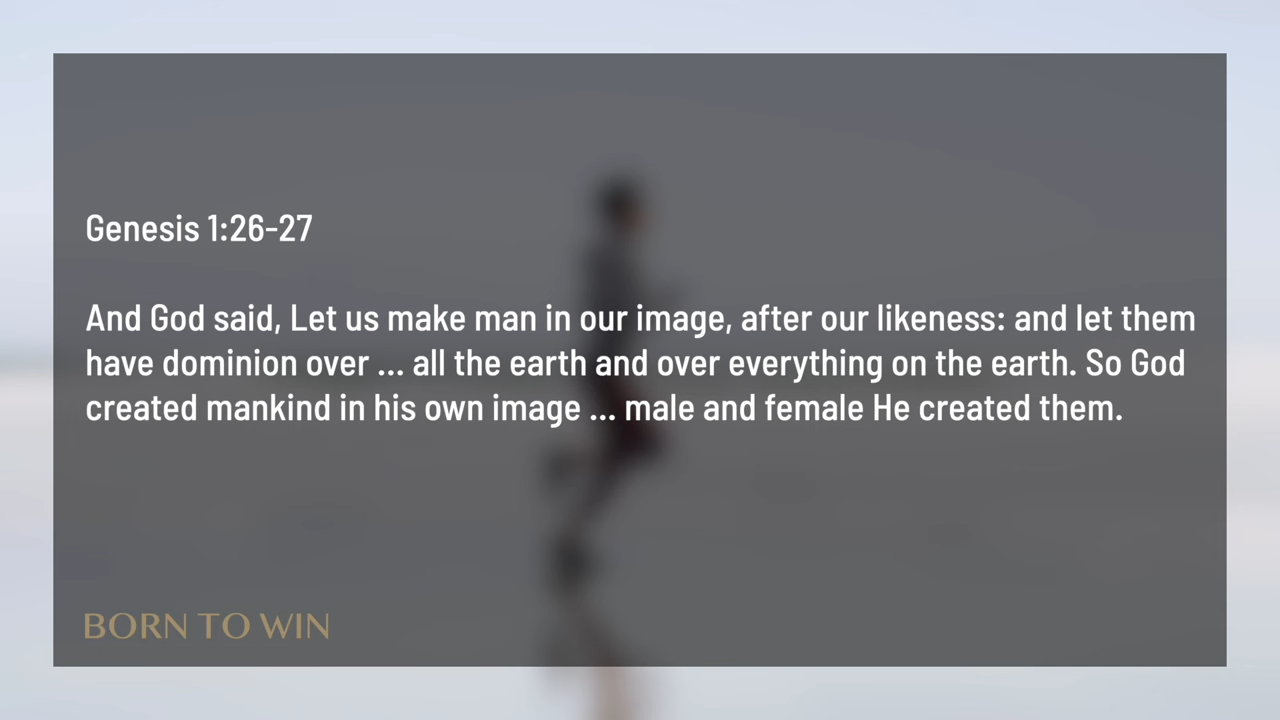 Genesis 1:26-27
And God said, Let us make man in our image, after our likeness: and let them
have dominion over ... all the earth and over everything on the earth. So God
created mankind in his own image ... male and female He created them.
BORN TO WIN